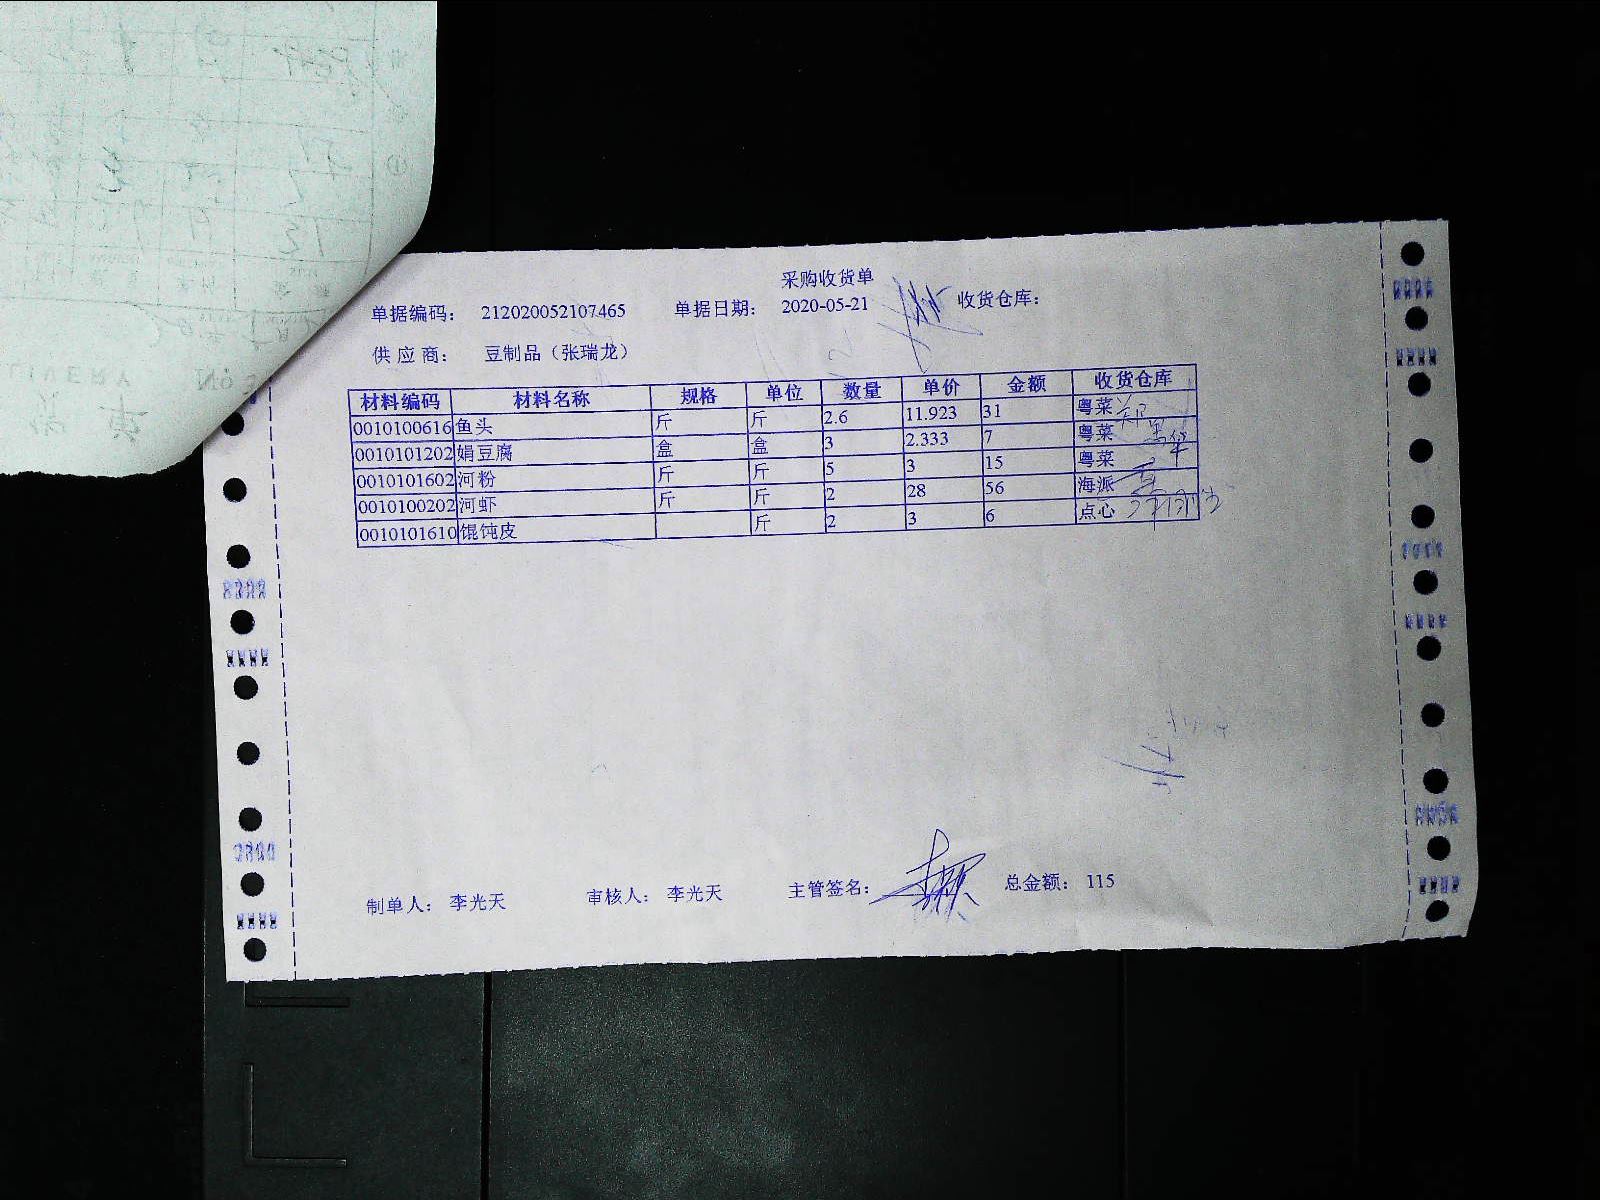 采购收货单
单据编码: 212020052107465 单据日期: 2020-05-21 收货仓库:
供应商: 豆制品（张瑞龙）
材料编码 材料名称 规格 单位 数量 单价 金额 收货仓库
0010100616 鱼头 斤 斤 2.6 11.923 31 粤菜
0010101202 娟豆腐 盒 盒 3 2.333 7 粤菜
0010101602 河粉 斤 斤 5 3 15 粤菜
0010100202 河虾 斤 斤 2 28 56 海派
0010101610 馄饨皮 斤 2 3 6 点心
制单人: 李光天 审核人: 李光天 主管签名: 总金额: 115